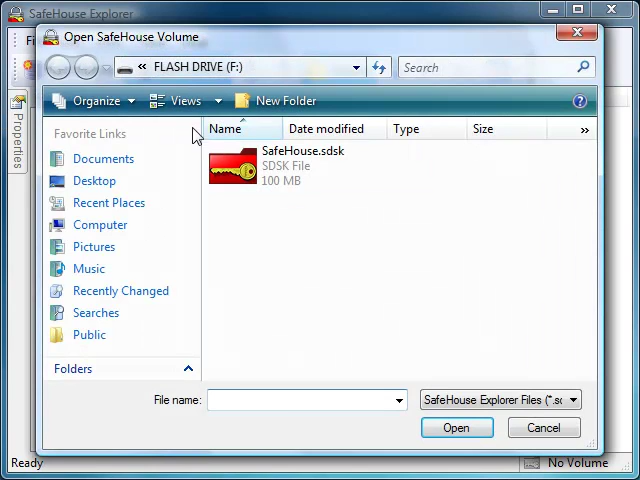 SafeHouse Explorer
Open SafeHouse Volume
FLASH DRIVE (F:)
Search
Organize
Views
New Folder
Favorite Links
Name
Date modified
Type
Size
»
Documents
Desktop
Recent Places
Computer
Pictures
Music
Recently Changed
Searches
Public
Folders
SafeHouse.sdsk
SDSK File
100 MB
Properties
File name:
SafeHouse Explorer Files (*.sd
Open
Cancel
Ready
No Volume